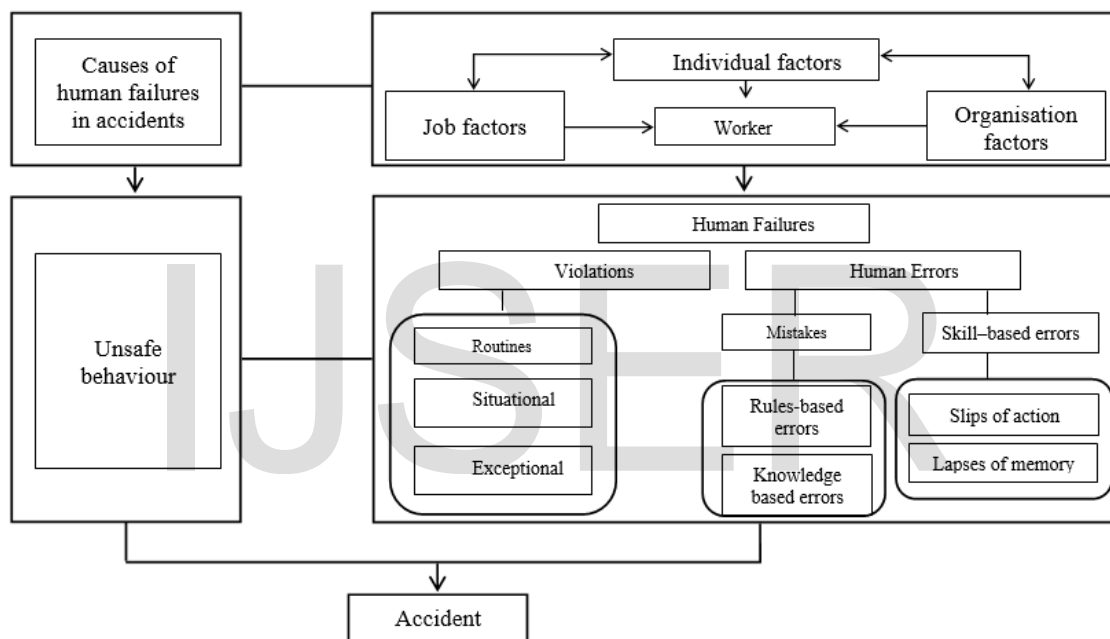 Causes of
human failures
in accidents
Individual factors
Job factors
Worker
Organisation
factors
Unsafe
behaviour
Human Failures
Violations
Human Errors
Routines
Situational
Exceptional
Mistakes
Rules-based
errors
Knowledge
based errors
Skill–based errors
Slips of action
Lapses of memory
Accident
IJSER